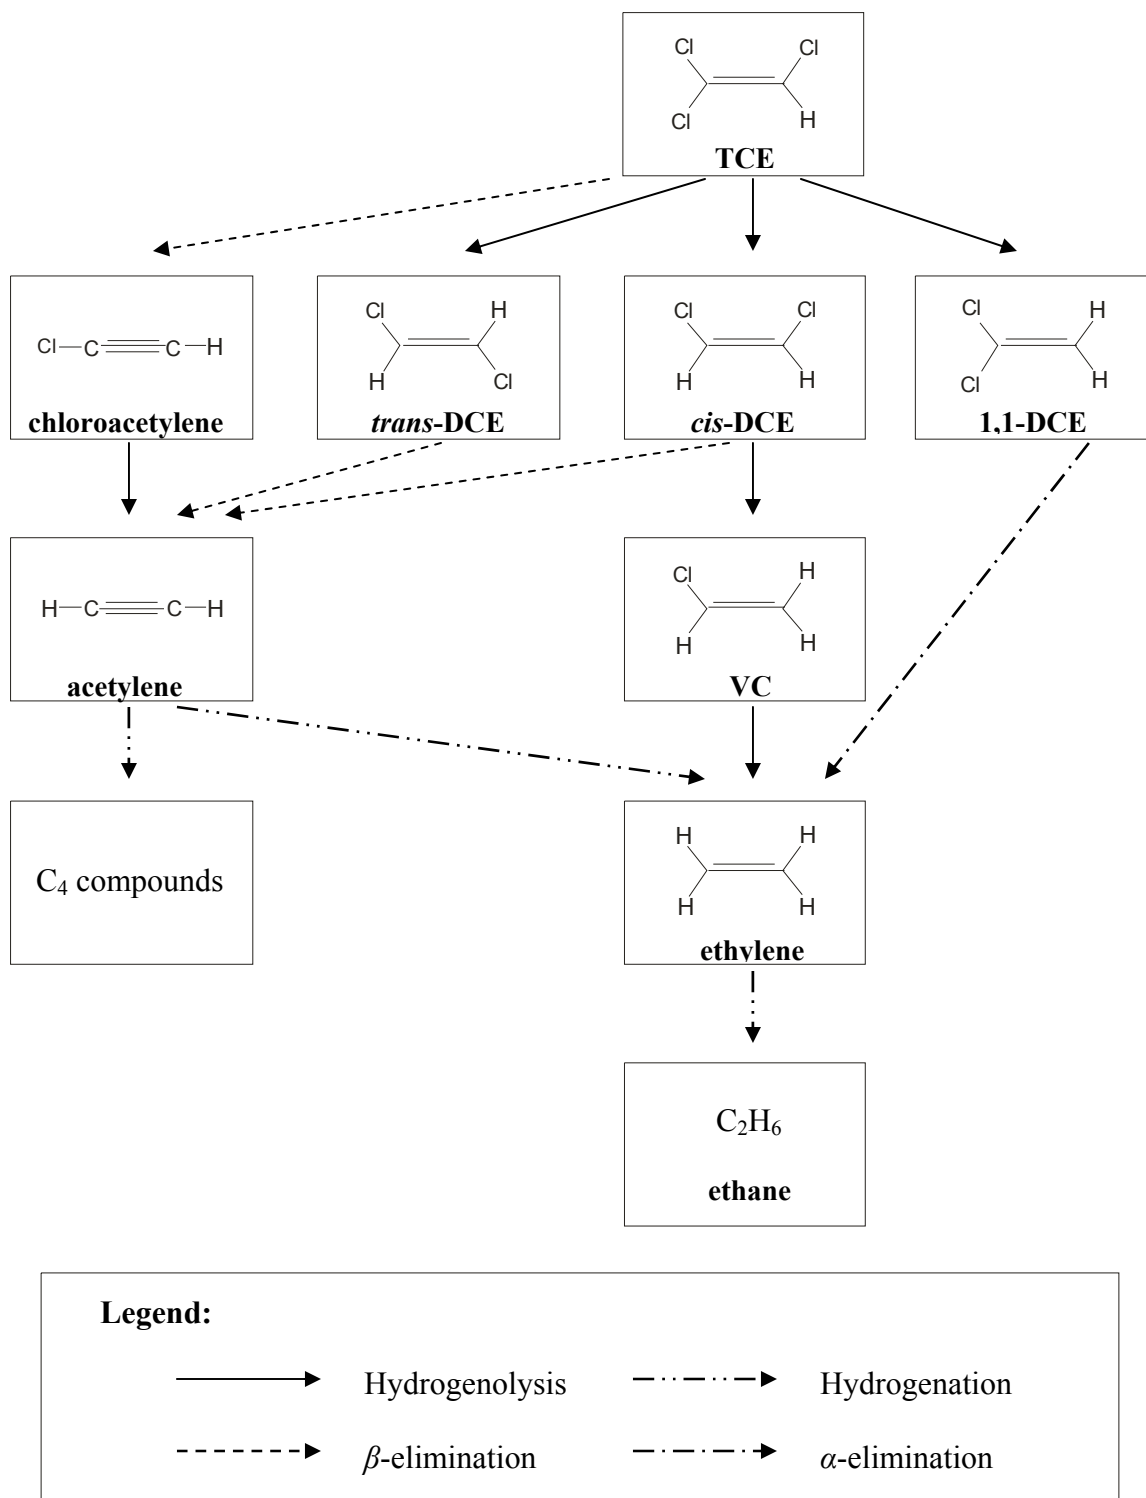 Cl Cl
Cl H
TCE
Cl C C H
chloroacetylene
Cl H
H Cl
trans-DCE
Cl Cl
H H
cis-DCE
Cl H
Cl H
1,1-DCE
H C C H
acetylene
Cl H
H H
VC
C₄ compounds
H H
H H
ethylene
C₂H₆
ethane
Legend:
Hydrogenolysis
Hydrogenation
β-elimination
α-elimination